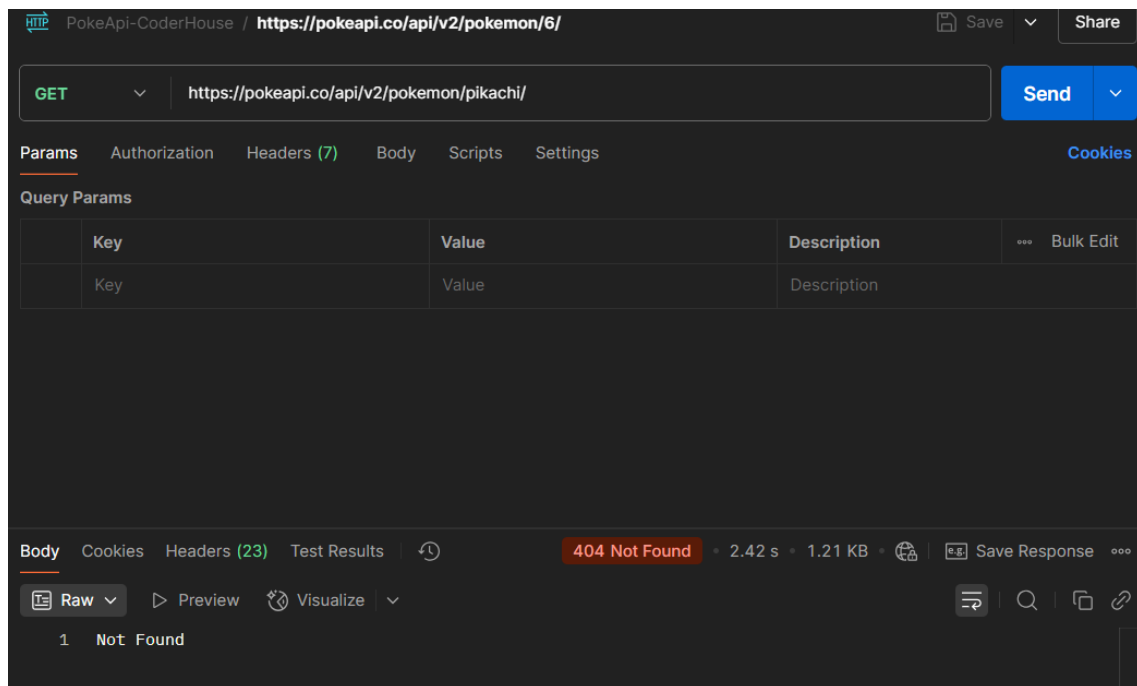 HTTP PokeApi-CoderHouse / https://pokeapi.co/api/v2/pokemon/6/ Save Share
GET https://pokeapi.co/api/v2/pokemon/pikachi/ Send
Params Authorization Headers (7) Body Scripts Settings Cookies
Query Params
Key Value Description Bulk Edit
Key Value Description
Body Cookies Headers (23) Test Results 404 Not Found • 2.42 s • 1.21 KB • e.g. Save Response
Raw Preview Visualize
1 Not Found